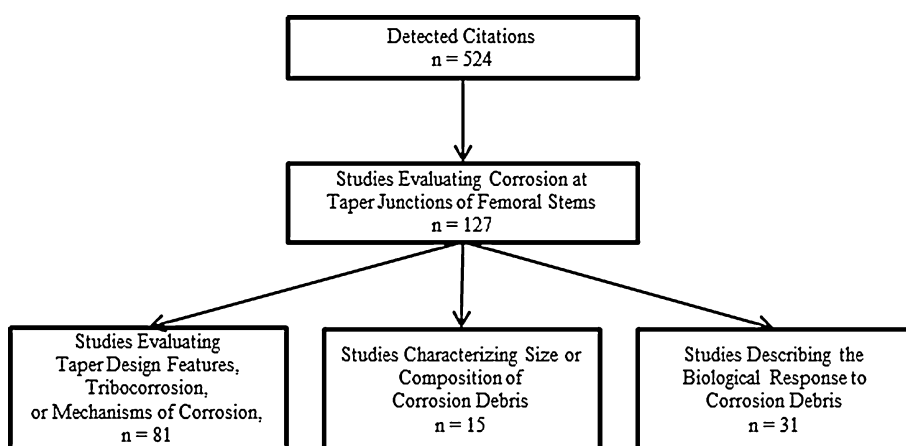 Detected Citations
n = 524
Studies Evaluating Corrosion at
Taper Junctions of Femoral Stems
n = 127
Studies Evaluating
Taper Design Features,
Tribocorrosion,
or Mechanisms of Corrosion,
n = 81
Studies Characterizing Size or
Composition of
Corrosion Debris
n = 15
Studies Describing the
Biological Response to
Corrosion Debris
n = 31